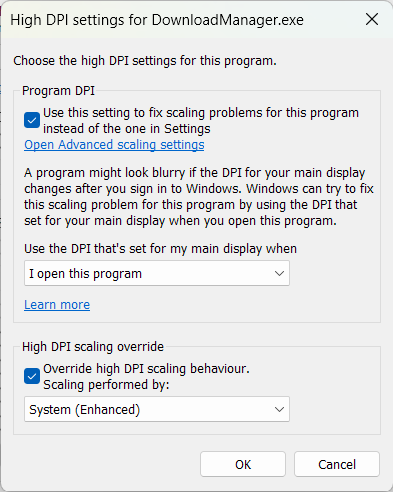 High DPI settings for DownloadManager.exe
Choose the high DPI settings for this program.
Program DPI
Use this setting to fix scaling problems for this program
instead of the one in Settings
Open Advanced scaling settings
A program might look blurry if the DPI for your main display
changes after you sign in to Windows. Windows can try to fix
this scaling problem for this program by using the DPI that
set for your main display when you open this program.
Use the DPI that's set for my main display when
I open this program
Learn more
High DPI scaling override
Override high DPI scaling behaviour.
Scaling performed by:
System (Enhanced)
OK
Cancel